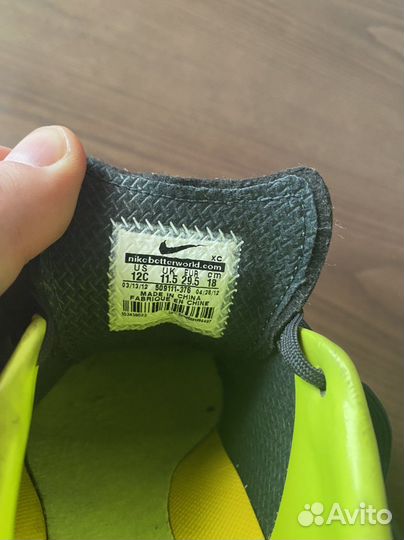 XC
nikebetterworld.com
US UK EUR cm
12C 11.5 29.5 18
03/13/12 509111-376 04/26/12
MADE IN CHINA
FABRIQUE EN CHINE
Avito